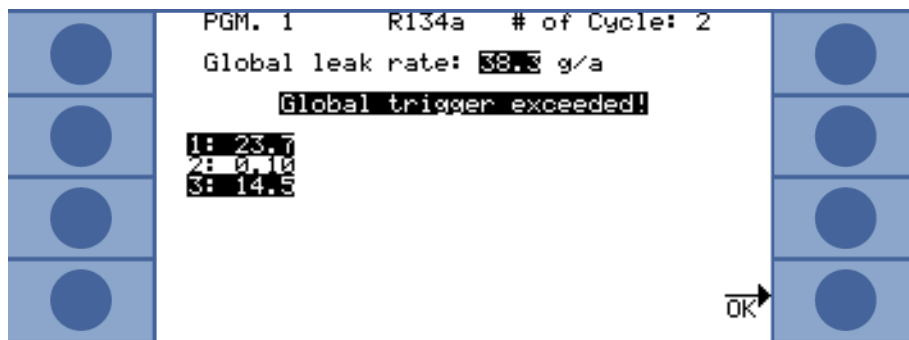 PGM. 1 R134a # of Cycle: 2
Global leak rate: 38.3 g/a
Global trigger exceeded!
1: 23.7
2: 0.10
3: 14.5
OK